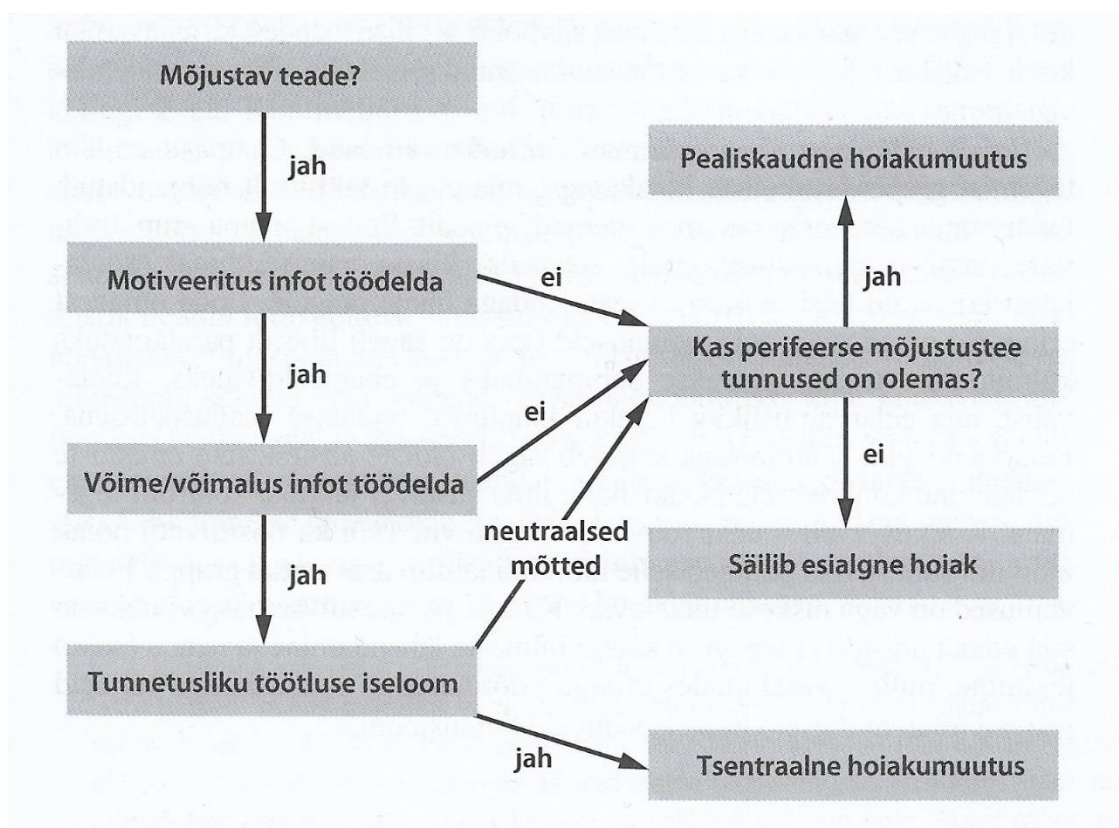 Mõjustav teade?
jah
Pealiskaudne hoiakumuutus
Motiveeritus infot töödelda
ei
jah
jah
Kas perifeerse mõjustustee
tunnused on olemas?
ei
ei
Võime/võimalus infot töödelda
jah
neutraalsed
mõtted
Säilib esialgne hoiak
Tunnetusliku töötluse iseloom
jah
Tsentraalne hoiakumuutus